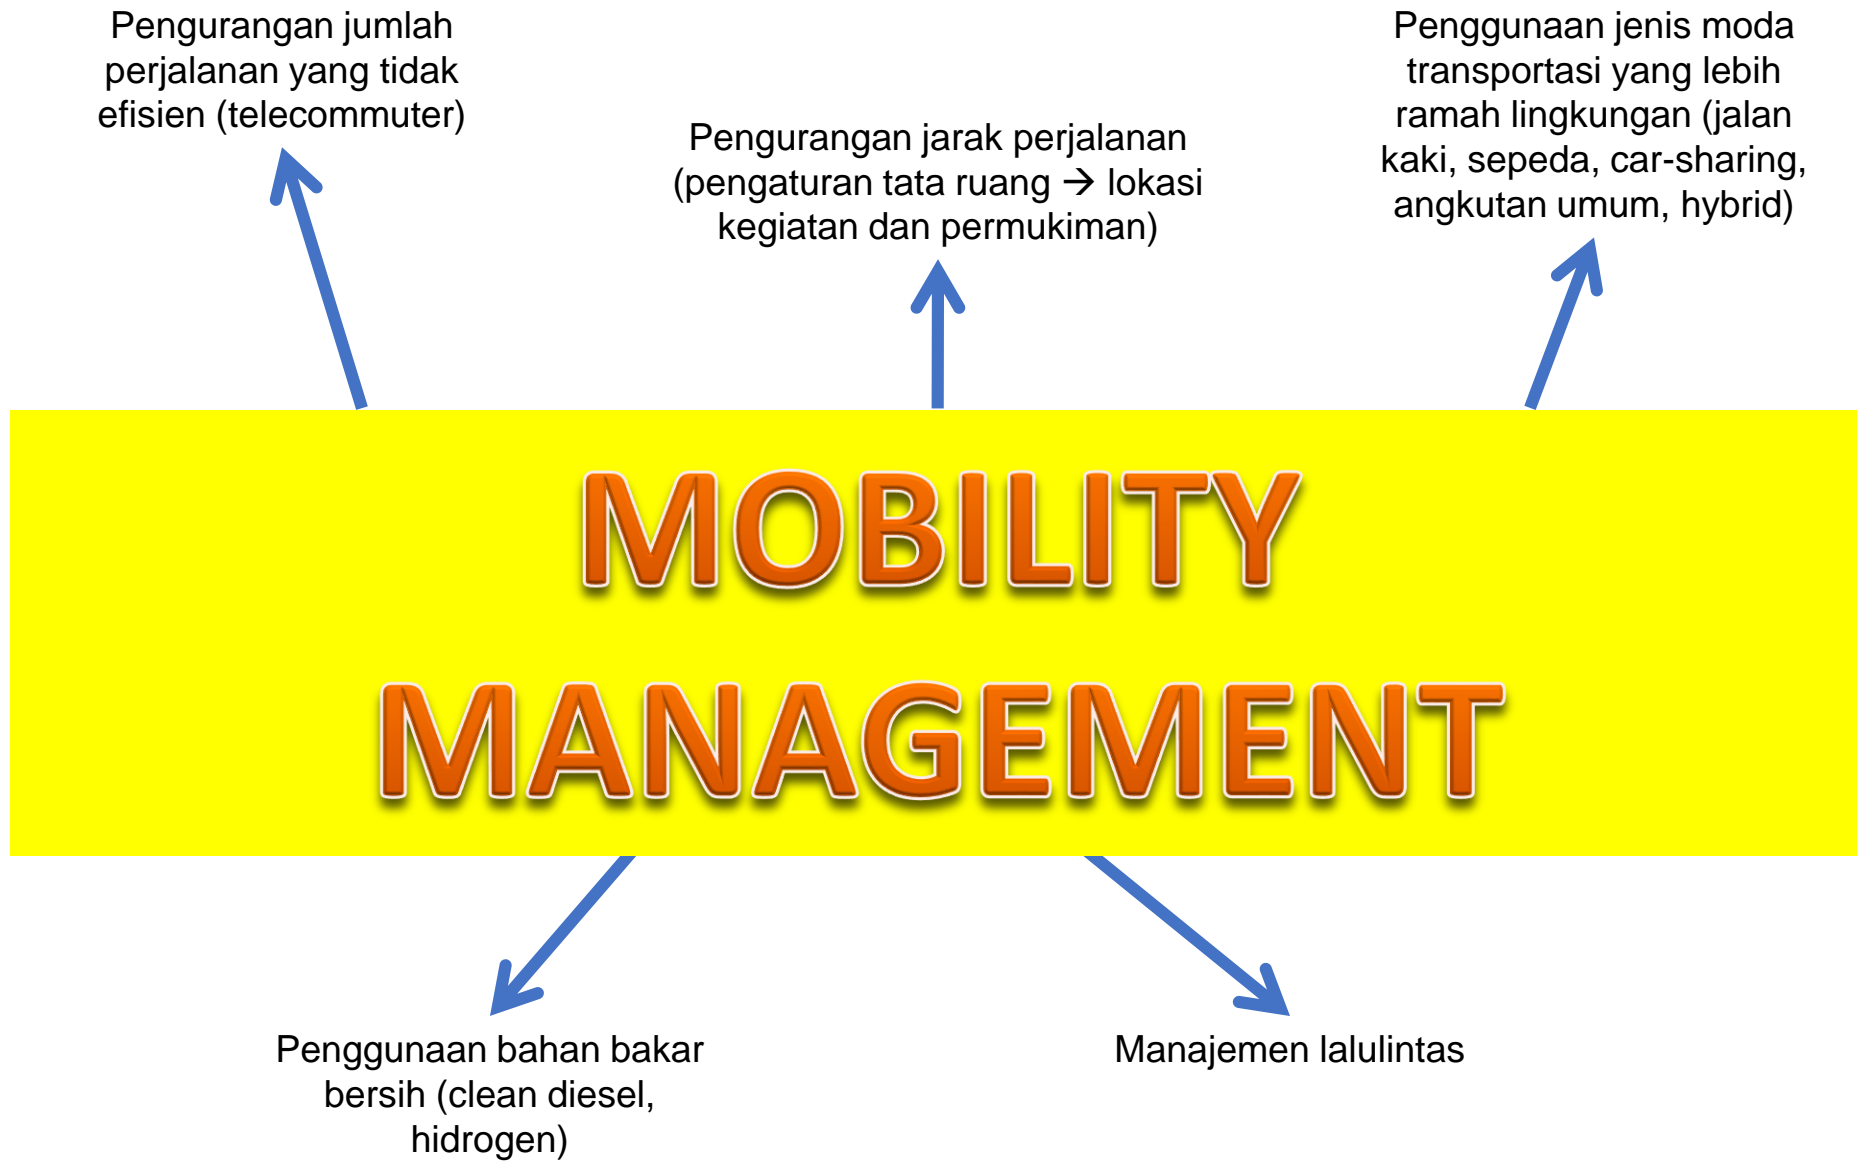 Pengurangan jumlah
perjalanan yang tidak
efisien (telecommuter)
Pengurangan jarak perjalanan
(pengaturan tata ruang → lokasi
kegiatan dan permukiman)
Penggunaan jenis moda
transportasi yang lebih
ramah lingkungan (jalan
kaki, sepeda, car-sharing,
angkutan umum, hybrid)
MOBILITY
MANAGEMENT
Penggunaan bahan bakar
bersih (clean diesel,
hidrogen)
Manajemen lalulintas